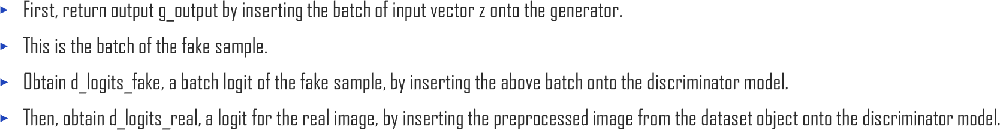 ► First, return output g_output by inserting the batch of input vector z onto the generator.
► This is the batch of the fake sample.
► Obtain d_logits_fake, a batch logit of the fake sample, by inserting the above batch onto the discriminator model.
► Then, obtain d_logits_real, a logit for the real image, by inserting the preprocessed image from the dataset object onto the discriminator model.